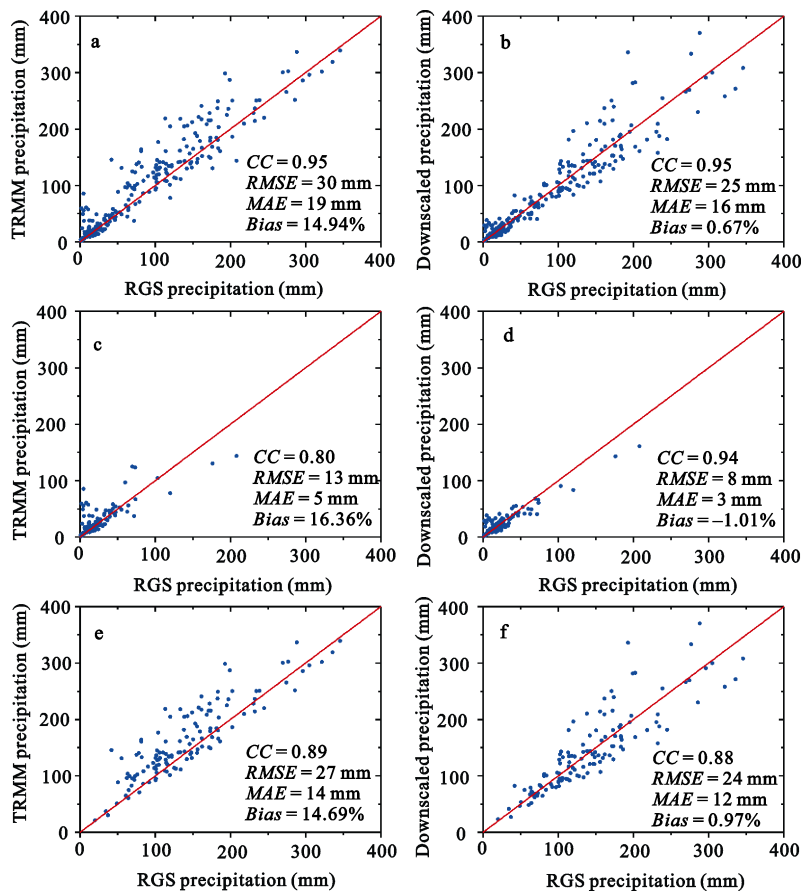 a
TRMM precipitation (mm)
400
300
200
100
0
0
100
200
300
400
CC = 0.95
RMSE = 30 mm
MAE = 19 mm
Bias = 14.94%
RGS precipitation (mm)
b
Downscaled precipitation (mm)
400
300
200
100
0
0
100
200
300
400
CC = 0.95
RMSE = 25 mm
MAE = 16 mm
Bias = 0.67%
RGS precipitation (mm)
c
TRMM precipitation (mm)
400
300
200
100
0
0
100
200
300
400
CC = 0.80
RMSE = 13 mm
MAE = 5 mm
Bias = 16.36%
RGS precipitation (mm)
d
Downscaled precipitation (mm)
400
300
200
100
0
0
100
200
300
400
CC = 0.94
RMSE = 8 mm
MAE = 3 mm
Bias = –1.01%
RGS precipitation (mm)
e
TRMM precipitation (mm)
400
300
200
100
0
0
100
200
300
400
CC = 0.89
RMSE = 27 mm
MAE = 14 mm
Bias = 14.69%
RGS precipitation (mm)
f
Downscaled precipitation (mm)
400
300
200
100
0
0
100
200
300
400
CC = 0.88
RMSE = 24 mm
MAE = 12 mm
Bias = 0.97%
RGS precipitation (mm)